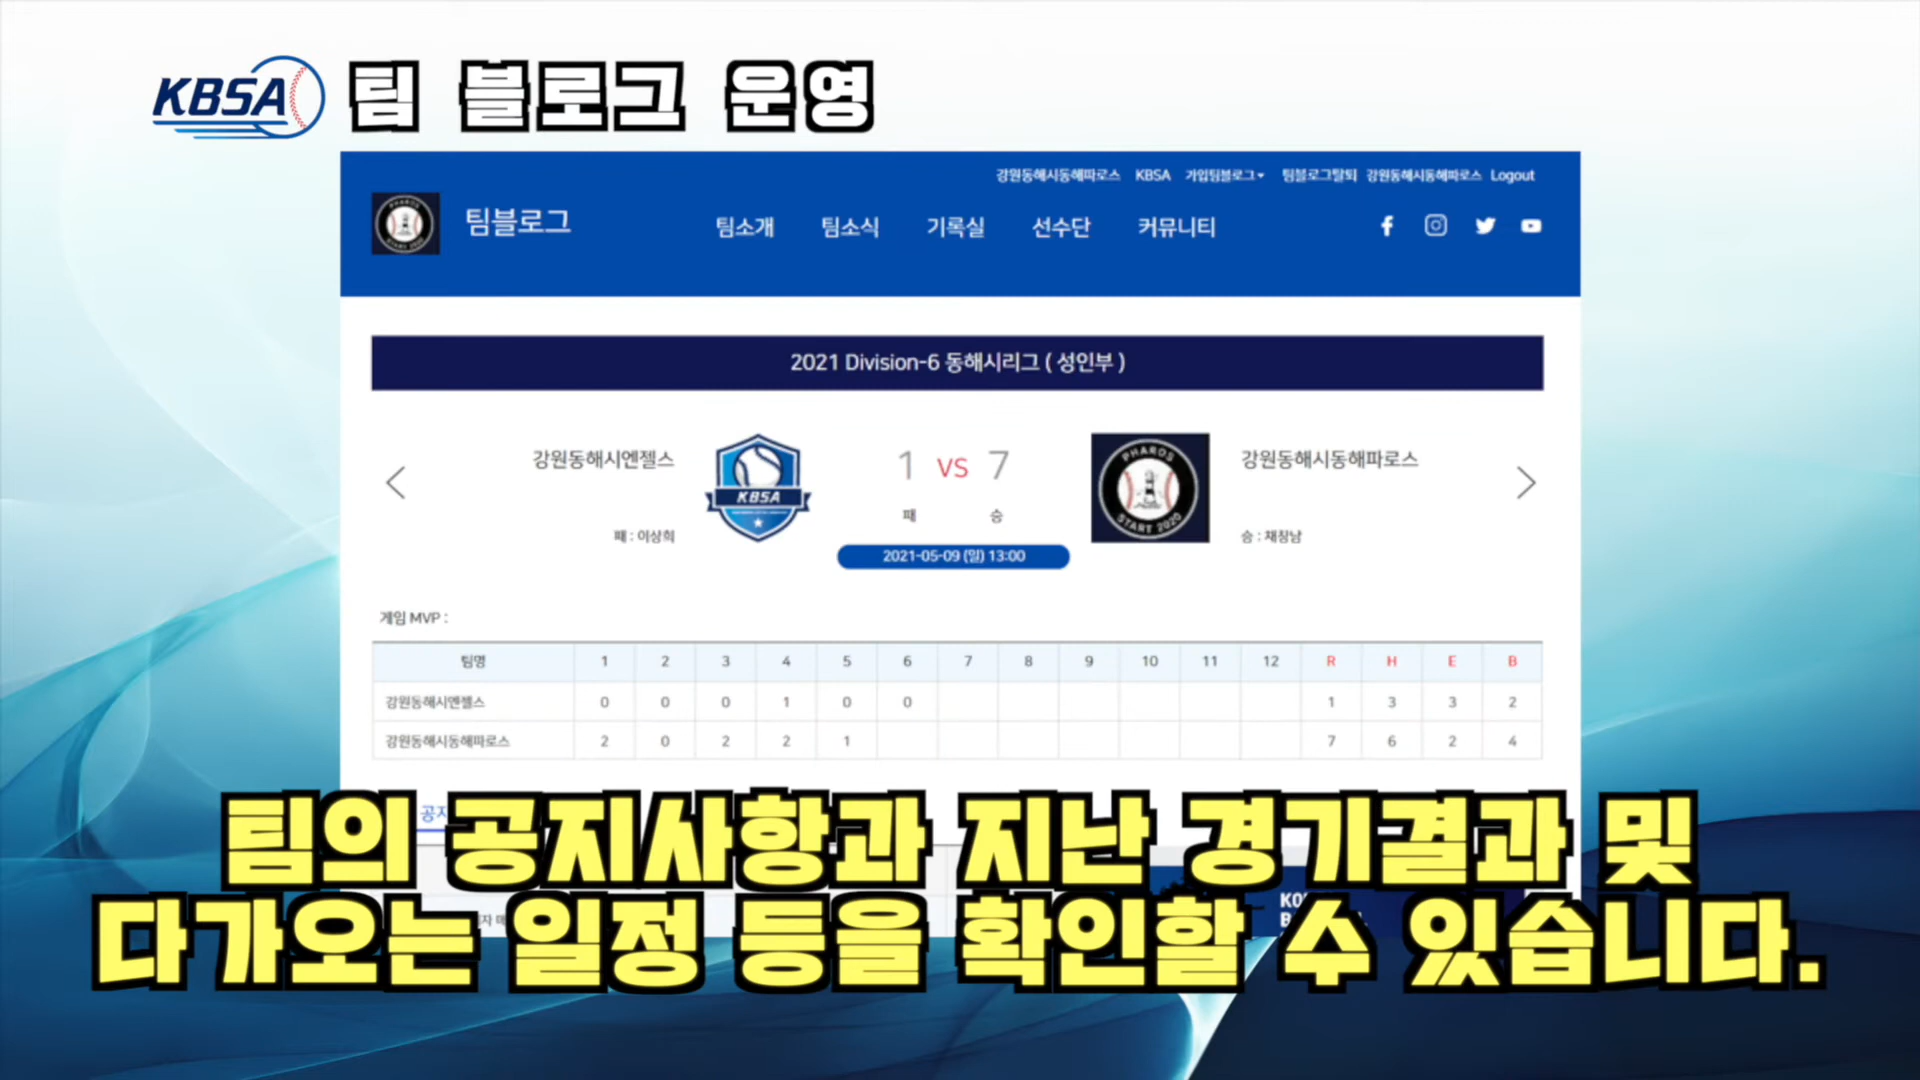 KBSA 팀 블로그 운영
강원동해시동해파로스 KBSA 가입팀블로그 팀블로그탈퇴 강원동해시동해파로스 Logout
PHAROS
START 2020
팀블로그 팀소개 팀소식 기록실 선수단 커뮤니티
2021 Division-6 동해시리그 ( 성인부 )
강원동해시엔젤스 1 VS 7 강원동해시동해파로스
KBSA
PHAROS
START 2020
패 승
패 : 이상희 승 : 채창남
2021-05-09 (일) 13:00
게임 MVP :
팀명 1 2 3 4 5 6 7 8 9 10 11 12 R H E B
강원동해시엔젤스 0 0 0 1 0 0 1 3 3 2
강원동해시동해파로스 2 0 2 2 1 7 6 2 4
팀의 공지사항과 지난 경기결과 및
다가오는 일정 등을 확인할 수 있습니다.